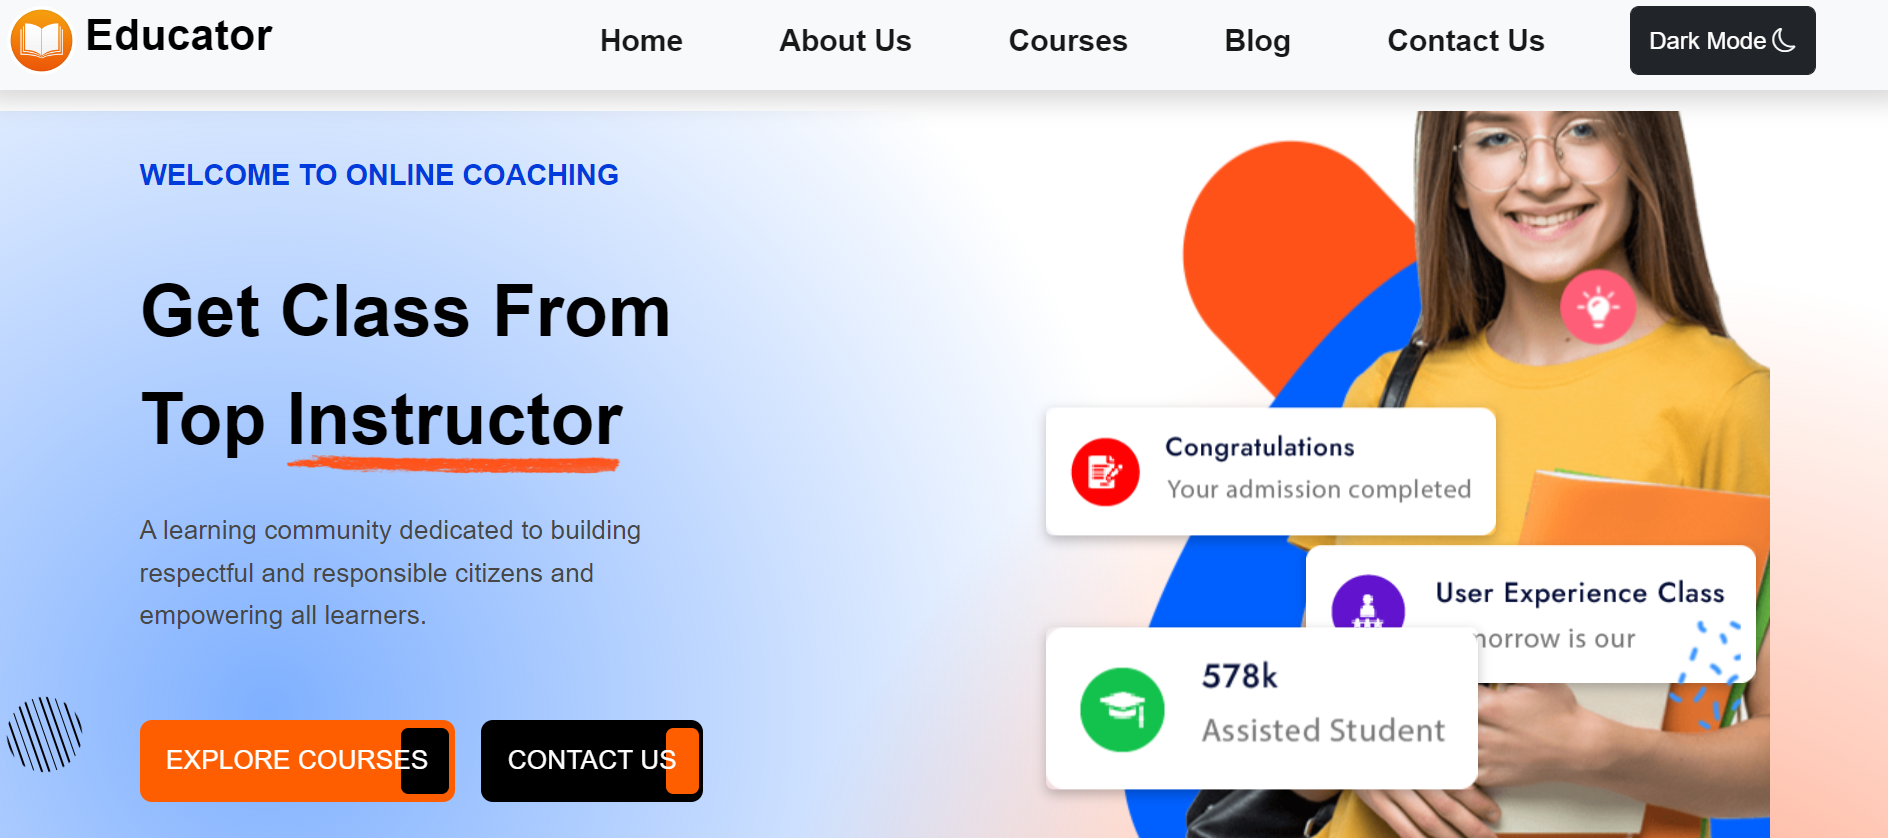 Educator
Home
About Us
Courses
Blog
Contact Us
Dark Mode
WELCOME TO ONLINE COACHING
Get Class From
Top Instructor
A learning community dedicated to building
respectful and responsible citizens and
empowering all learners.
EXPLORE COURSES
CONTACT US
Congratulations
Your admission completed
User Experience Class
is our
578k
Assisted Student